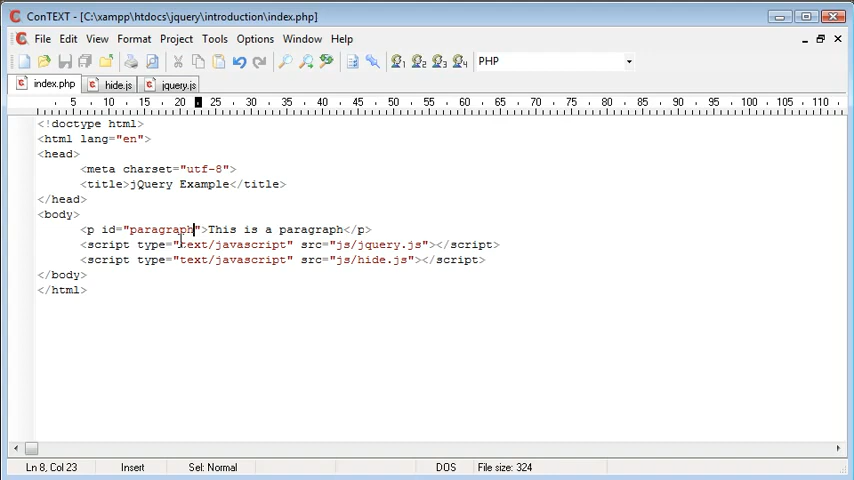 ConTEXT - [C:\xampp\htdocs\jquery\introduction\index.php]
File Edit View Format Project Tools Options Window Help
1 2 3 4 PHP
index.php hide.js jquery.js
5 10 15 20 25 30 35 40 45 50 55 60 65 70 75 80 85 90 95 100 105 110
<!doctype html>
<html lang="en">
<head>
<meta charset="utf-8">
<title>jQuery Example</title>
</head>
<body>
<p id="paragraph">This is a paragraph</p>
<script type="text/javascript" src="js/jquery.js"></script>
<script type="text/javascript" src="js/hide.js"></script>
</body>
</html>
Ln 8, Col 23 Insert Sel: Normal DOS File size: 324